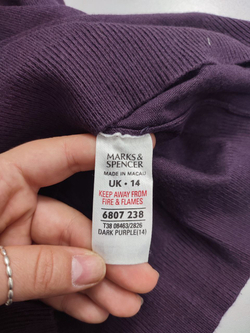 MARKS &
SPENCER
MADE IN MACAU
UK • 14
KEEP AWAY FROM
FIRE & FLAMES
6807 238
T38 09463/2826
DARK PURPLE(14)